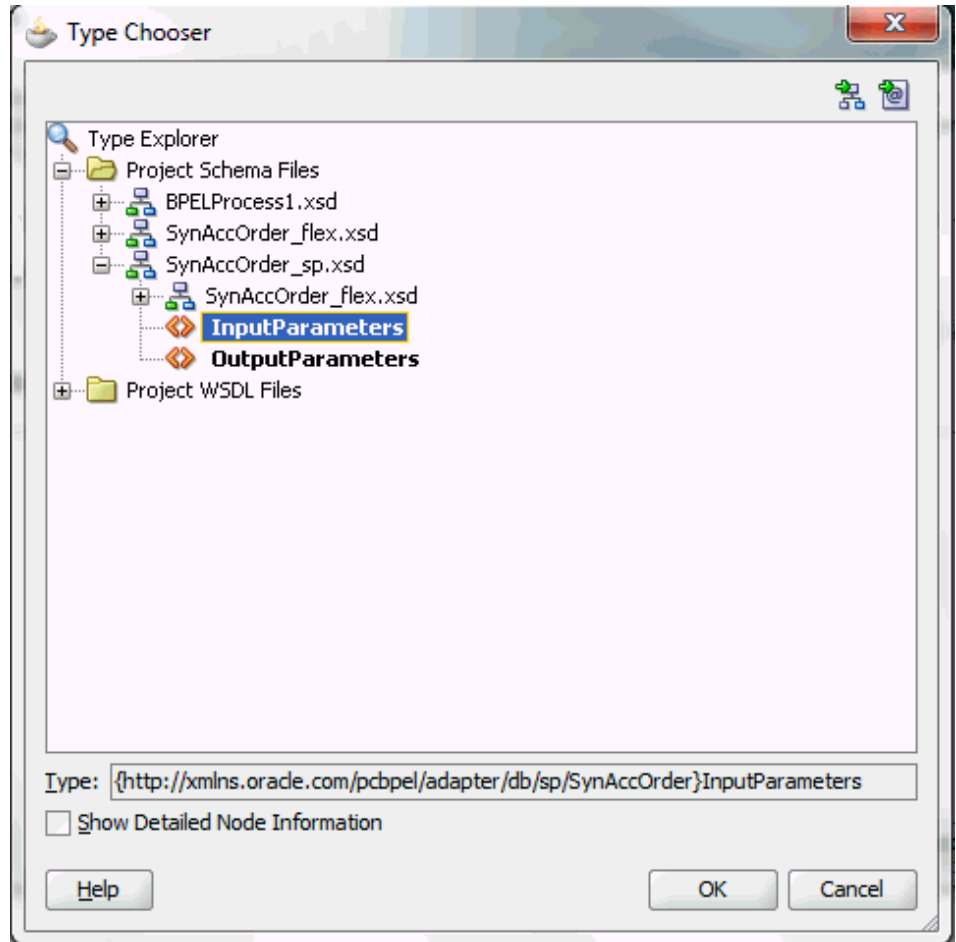 Type Chooser
Type Explorer
Project Schema Files
BPELProcess1.xsd
SynAccOrder_flex.xsd
SynAccOrder_sp.xsd
SynAccOrder_flex.xsd
InputParameters
OutputParameters
Project WSDL Files
Type: {http://xmlns.oracle.com/pcbpel/adapter/db/sp/SynAccOrder}InputParameters
Show Detailed Node Information
Help OK Cancel